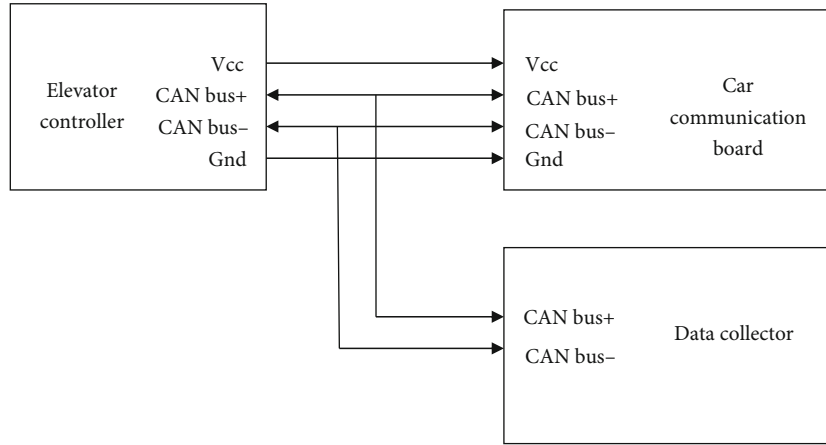 Elevator
controller
Vcc
CAN bus+
CAN bus–
Gnd
Vcc
CAN bus+
CAN bus–
Gnd
Car
communication
board
CAN bus+
CAN bus–
Data collector